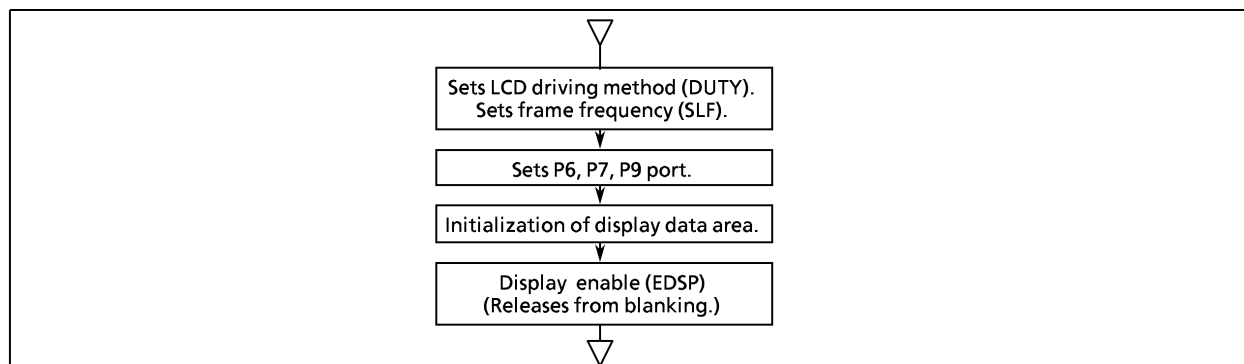 Sets LCD driving method (DUTY).
Sets frame frequency (SLF).
Sets P6, P7, P9 port.
Initialization of display data area.
Display enable (EDSP)
(Releases from blanking.)